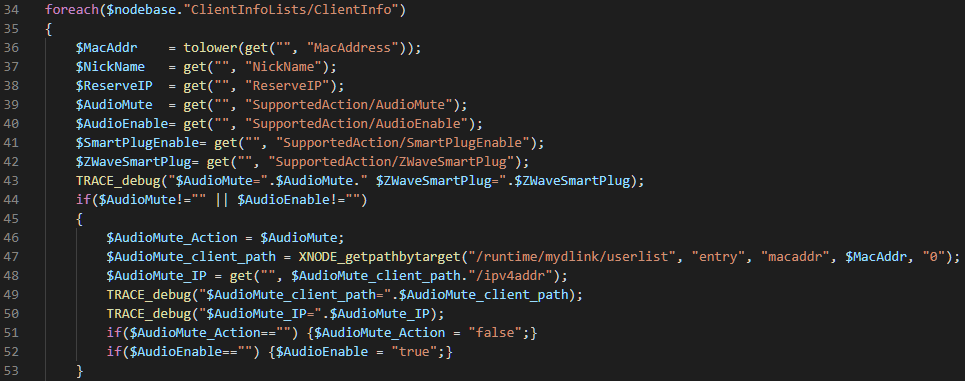 34 foreach($nodebase."ClientInfoLists/ClientInfo")
35 {
36 $MacAddr = tolower(get("", "MacAddress"));
37 $NickName = get("", "NickName");
38 $ReserveIP = get("", "ReserveIP");
39 $AudioMute = get("", "SupportedAction/AudioMute");
40 $AudioEnable= get("", "SupportedAction/AudioEnable");
41 $SmartPlugEnable= get("", "SupportedAction/SmartPlugEnable");
42 $ZWaveSmartPlug= get("", "SupportedAction/ZWaveSmartPlug");
43 TRACE_debug("$AudioMute=".$AudioMute." $ZWaveSmartPlug=".$ZWaveSmartPlug);
44 if($AudioMute!="" || $AudioEnable!="")
45 {
46 $AudioMute_Action = $AudioMute;
47 $AudioMute_client_path = XNODE_getpathbytarget("/runtime/mydlink/userlist", "entry", "macaddr", $MacAddr, "0");
48 $AudioMute_IP = get("", $AudioMute_client_path."/ipv4addr");
49 TRACE_debug("$AudioMute_client_path=".$AudioMute_client_path);
50 TRACE_debug("$AudioMute_IP=".$AudioMute_IP);
51 if($AudioMute_Action=="") {$AudioMute_Action = "false";}
52 if($AudioEnable=="") {$AudioEnable = "true";}
53 }